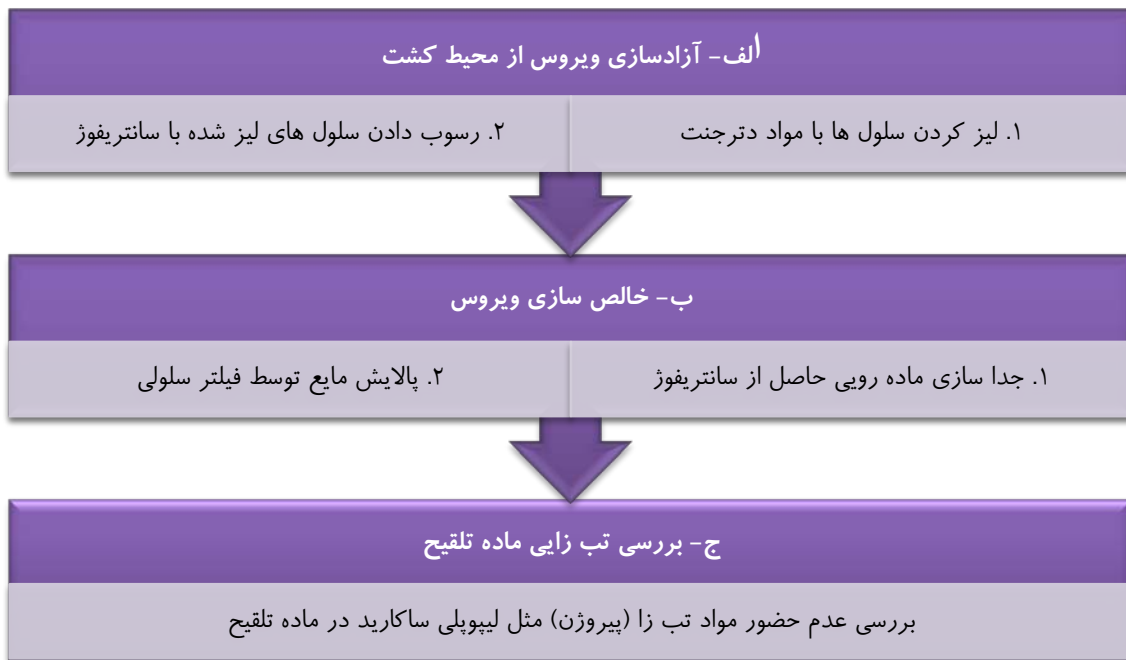 الف- آزادسازی ویروس از محیط کشت
۱. لیز کردن سلول ها با مواد دترجنت
۲. رسوب دادن سلول های لیز شده با سانتریفوژ
ب- خالص سازی ویروس
۱. جدا سازی ماده رویی حاصل از سانتریفوژ
۲. پالایش مایع توسط فیلتر سلولی
ج- بررسی تب زایی ماده تلقیح
بررسی عدم حضور مواد تب زا (پیروژن) مثل لیپوپلی ساکارید در ماده تلقیح